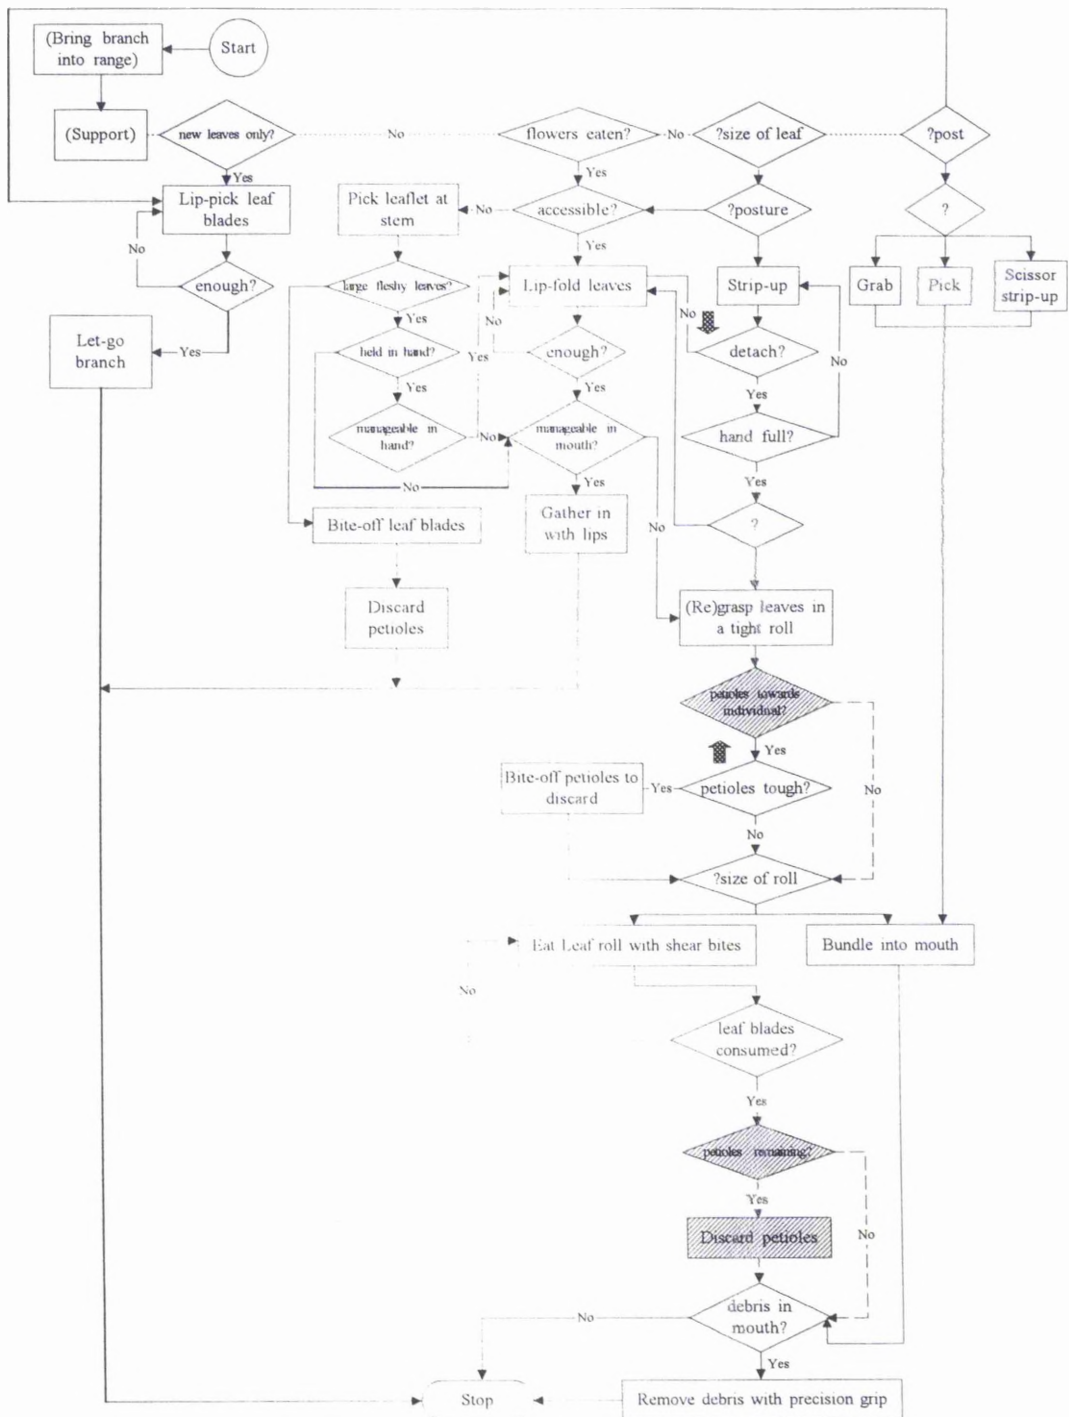 (Bring branch
into range)
Start
(Support)
new leaves only?
No
flowers eaten?
No
?size of leaf
?post
Yes
Yes
Lip-pick leaf
blades
Pick leaflet at
stem
No
accessible?
?posture
?
No
Yes
enough?
large fleshy leaves?
Lip-fold leaves
Strip-up
Grab
Pick
Scissor
strip-up
Yes
No
No
Let-go
branch
Yes
held in hand?
Yes
enough?
detach?
No
Yes
Yes
Yes
manageable in
hand?
No
manageable in
mouth?
hand full?
No
Yes
Yes
Bite-off leaf blades
Gather in
with lips
No
?
Discard
petioles
(Re)grasp leaves in
a tight roll
petioles towards
individual?
Yes
Bite-off petioles to
discard
Yes
petioles tough?
No
No
?size of roll
Eat Leaf roll with shear bites
Bundle into mouth
No
leaf blades
consumed?
Yes
petioles remaining?
Yes
Discard petioles
No
debris in
mouth?
No
Yes
Stop
Remove debris with precision grip